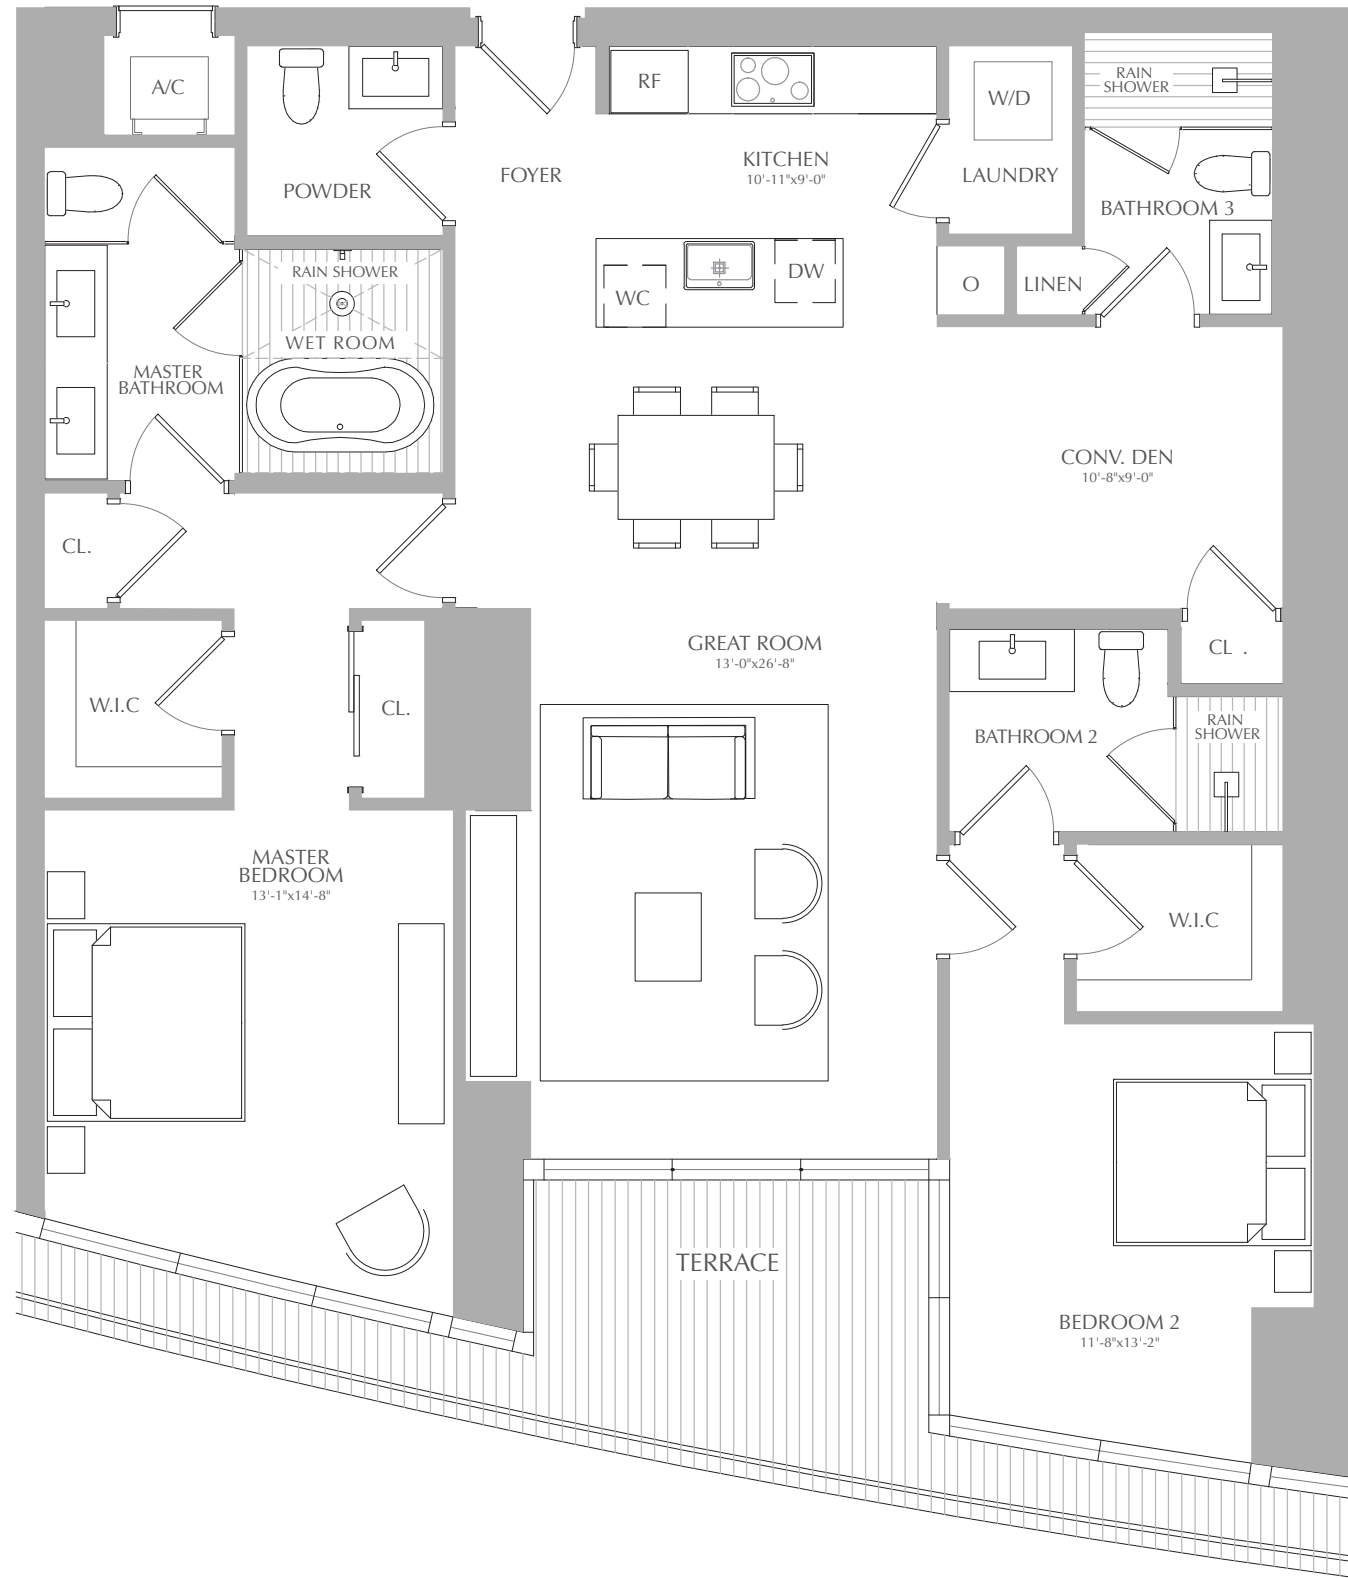 A/C
RF
W/D
RAIN
SHOWER
POWDER
FOYER
KITCHEN
10'-11"x9'-0"
LAUNDRY
BATHROOM 3
RAIN SHOWER
WET ROOM
WC
DW
O
LINEN
MASTER
BATHROOM
CONV. DEN
10'-8"x9'-0"
CL.
GREAT ROOM
13'-0"x26'-8"
CL .
W.I.C
CL.
BATHROOM 2
RAIN
SHOWER
MASTER
BEDROOM
13'-1"x14'-8"
W.I.C
TERRACE
BEDROOM 2
11'-8"x13'-2"